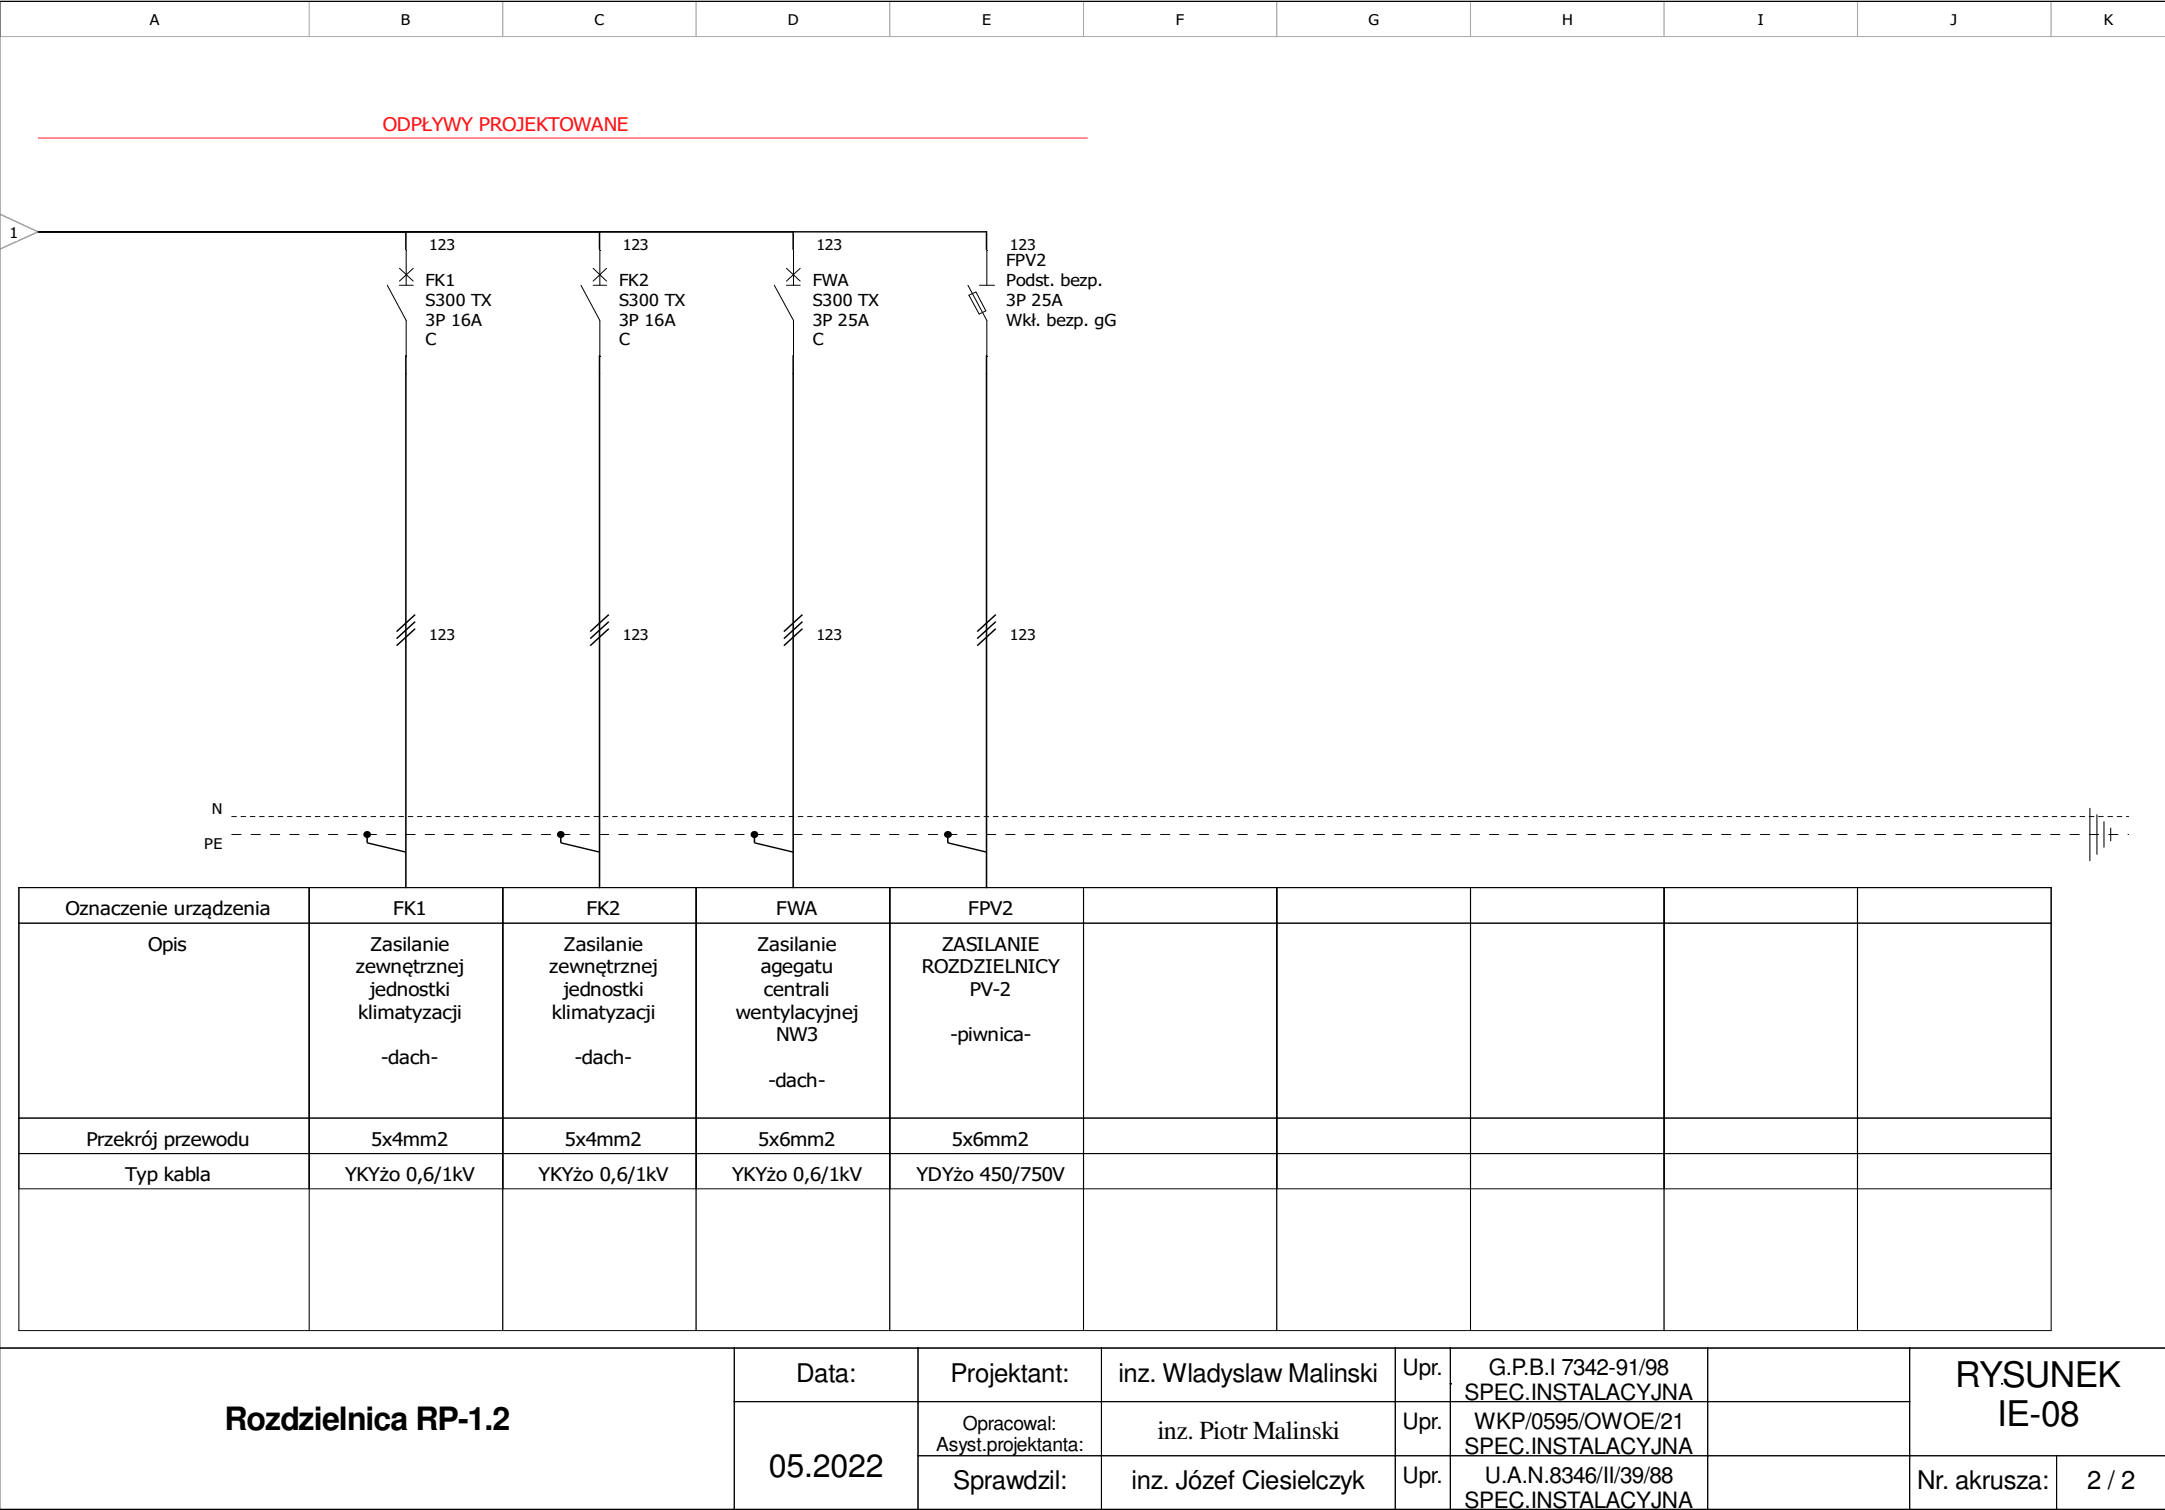 A B C D E F G H I J K
ODPŁYWY PROJEKTOWANE
1
123 123 123 123
FK1
S300 TX
3P 16A
C
FK2
S300 TX
3P 16A
C
FWA
S300 TX
3P 25A
C
FPV2
Podst. bezp.
3P 25A
Wkł. bezp. gG
123 123 123 123
N
PE
Oznaczenie urządzenia FK1 FK2 FWA FPV2
Opis
Zasilanie
zewnętrznej
jednostki
klimatyzacji
-dach-
Zasilanie
zewnętrznej
jednostki
klimatyzacji
-dach-
Zasilanie
agegatu
centrali
wentylacyjnej
NW3
-dach-
ZASILANIE
ROZDZIELNICY
PV-2
-piwnica-
Przekrój przewodu 5x4mm2 5x4mm2 5x6mm2 5x6mm2
Typ kabla YKYżo 0,6/1kV YKYżo 0,6/1kV YKYżo 0,6/1kV YDYżo 450/750V
Rozdzielnica RP-1.2
Data:
05.2022
Projektant: inz. Wladyslaw Malinski Upr. G.P.B.I 7342-91/98
SPEC.INSTALACYJNA
Opracowal:
Asyst.projektanta:
inz. Piotr Malinski Upr. WKP/0595/OWOE/21
SPEC.INSTALACYJNA
Sprawdzil: inz. Józef Ciesielczyk Upr. U.A.N.8346/II/39/88
SPEC.INSTALACYJNA
RYSUNEK
IE-08
Nr. akrusza: 2 / 2